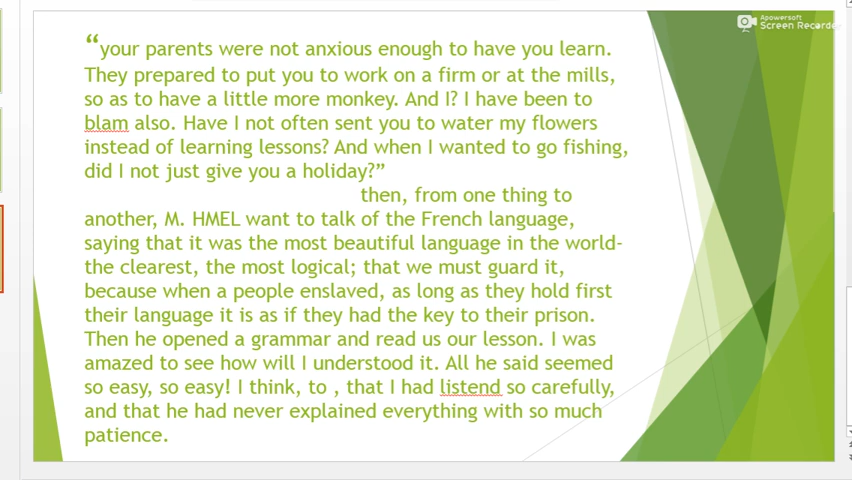 Apowersoft
Screen Recorder
“your parents were not anxious enough to have you learn.
They prepared to put you to work on a firm or at the mills,
so as to have a little more monkey. And I? I have been to
blam also. Have I not often sent you to water my flowers
instead of learning lessons? And when I wanted to go fishing,
did I not just give you a holiday?”
then, from one thing to
another, M. HMEL want to talk of the French language,
saying that it was the most beautiful language in the world-
the clearest, the most logical; that we must guard it,
because when a people enslaved, as long as they hold first
their language it is as if they had the key to their prison.
Then he opened a grammar and read us our lesson. I was
amazed to see how will I understood it. All he said seemed
so easy, so easy! I think, to , that I had listend so carefully,
and that he had never explained everything with so much
patience.